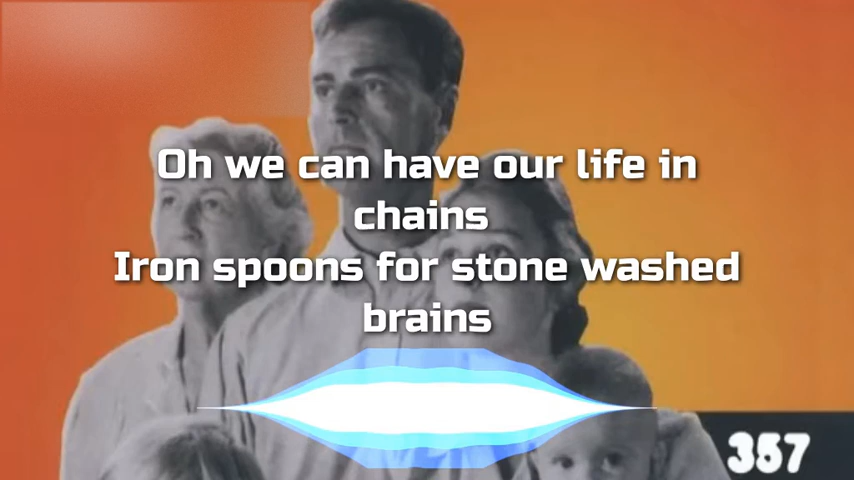 Oh we can have our life in
chains
Iron spoons for stone washed
brains
357